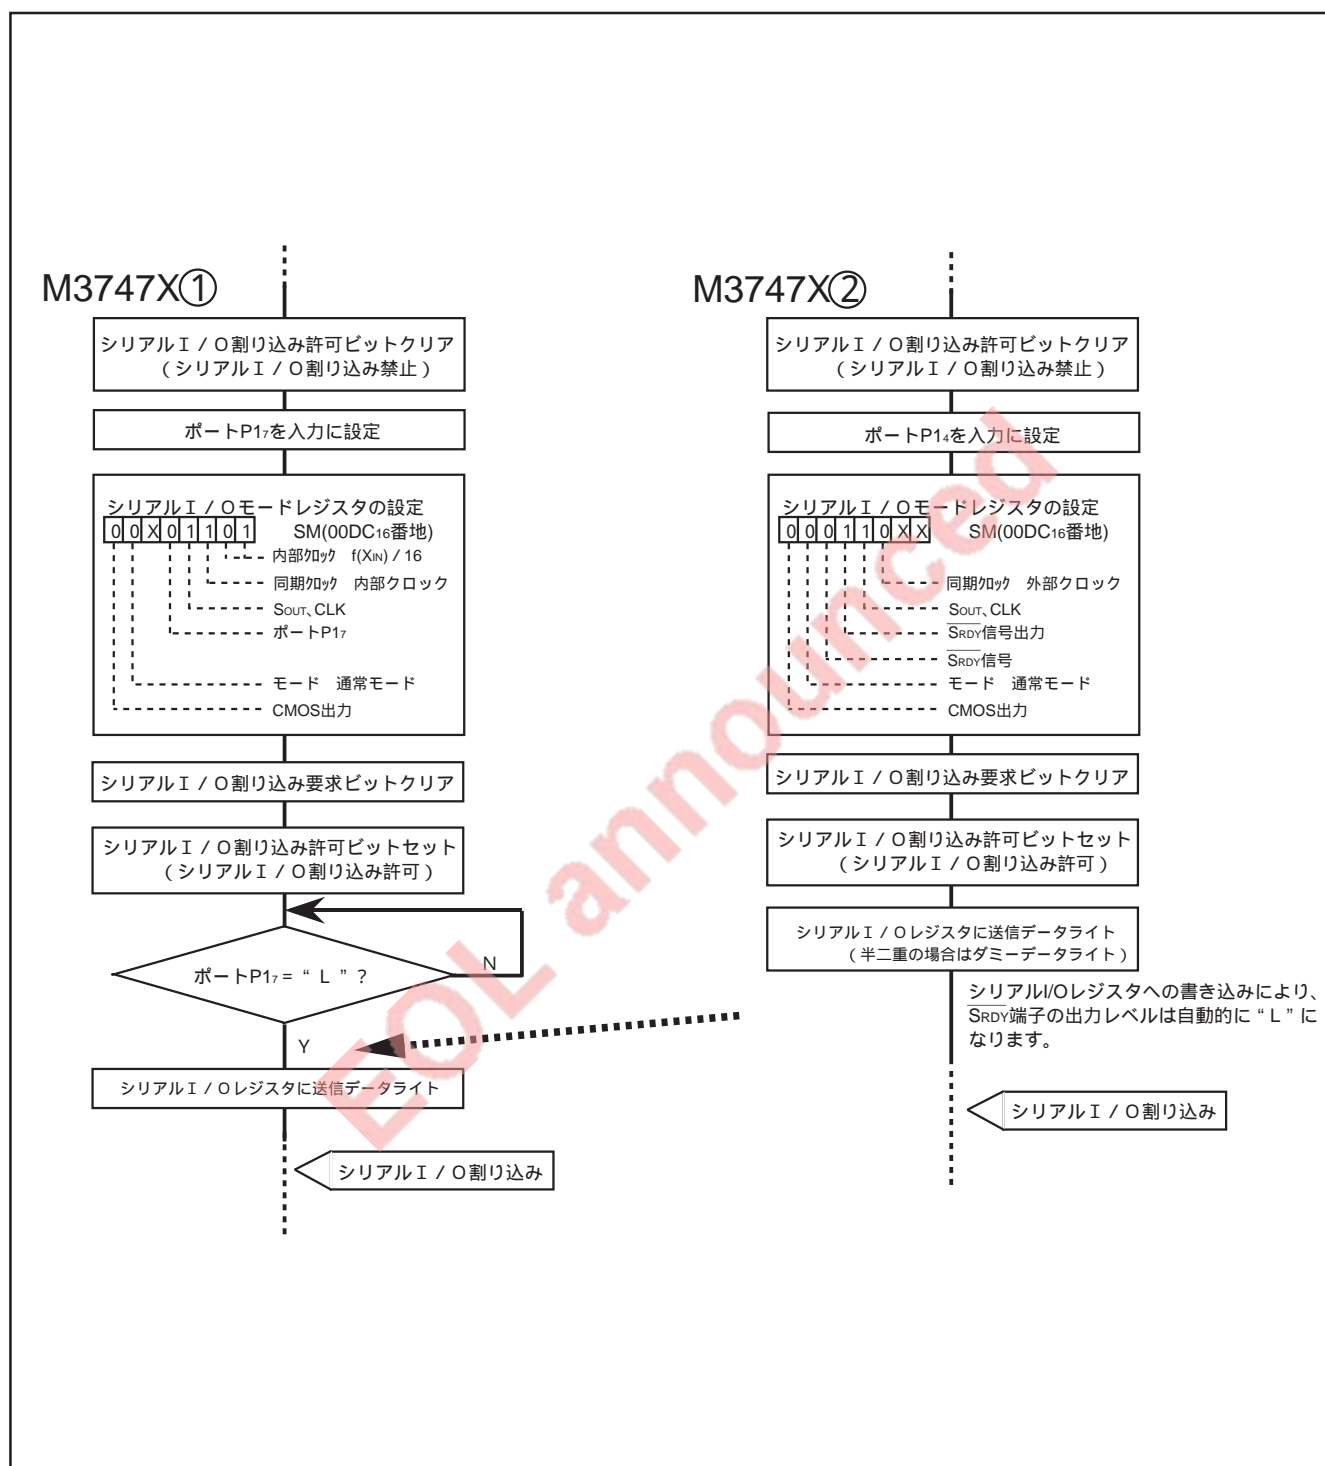 M3747X①
シリアルＩ／Ｏ割り込み許可ビットクリア
（シリアルＩ／Ｏ割り込み禁止）
ポートP17を入力に設定
シリアルＩ／Ｏモードレジスタの設定
0 0 X 0 1 1 0 1 SM(00DC16番地)
内部ｸﾛｯｸ f(XIN) / 16
同期ｸﾛｯｸ 内部クロック
SOUT、CLK
ポートP17
モード 通常モード
CMOS出力
シリアルＩ／Ｏ割り込み要求ビットクリア
シリアルＩ／Ｏ割り込み許可ビットセット
（シリアルＩ／Ｏ割り込み許可）
ポートP17 = “ L ” ?
N
Y
シリアルＩ／Ｏレジスタに送信データライト
シリアルＩ／Ｏ割り込み
M3747X②
シリアルＩ／Ｏ割り込み許可ビットクリア
（シリアルＩ／Ｏ割り込み禁止）
ポートP14を入力に設定
シリアルＩ／Ｏモードレジスタの設定
0 0 0 1 1 0 X X SM(00DC16番地)
同期ｸﾛｯｸ 外部クロック
SOUT、CLK
SRDY信号出力
SRDY信号
モード 通常モード
CMOS出力
シリアルＩ／Ｏ割り込み要求ビットクリア
シリアルＩ／Ｏ割り込み許可ビットセット
（シリアルＩ／Ｏ割り込み許可）
シリアルＩ／Ｏレジスタに送信データライト
（半二重の場合はダミーデータライト）
シリアルI/Oレジスタへの書き込みにより、
SRDY端子の出力レベルは自動的に“ L ”に
なります。
シリアルＩ／Ｏ割り込み
EOL announced